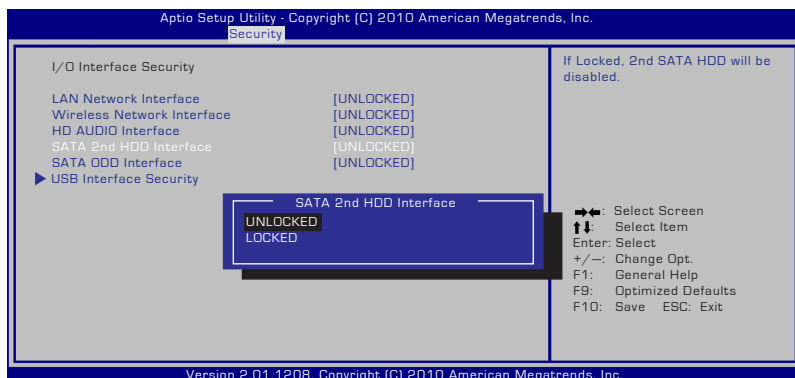 Aptio Setup Utility - Copyright (C) 2010 American Megatrends, Inc.
Security
I/O Interface Security
LAN Network Interface [UNLOCKED]
Wireless Network Interface [UNLOCKED]
HD AUDIO Interface [UNLOCKED]
SATA 2nd HDD Interface [UNLOCKED]
SATA ODD Interface [UNLOCKED]
USB Interface Security
SATA 2nd HDD Interface
UNLOCKED
LOCKED
If Locked, 2nd SATA HDD will be
disabled.
→←: Select Screen
↑↓: Select Item
Enter: Select
+/—: Change Opt.
F1: General Help
F9: Optimized Defaults
F10: Save ESC: Exit
Version 2.01.1208. Copyright (C) 2010 American Megatrends, Inc.